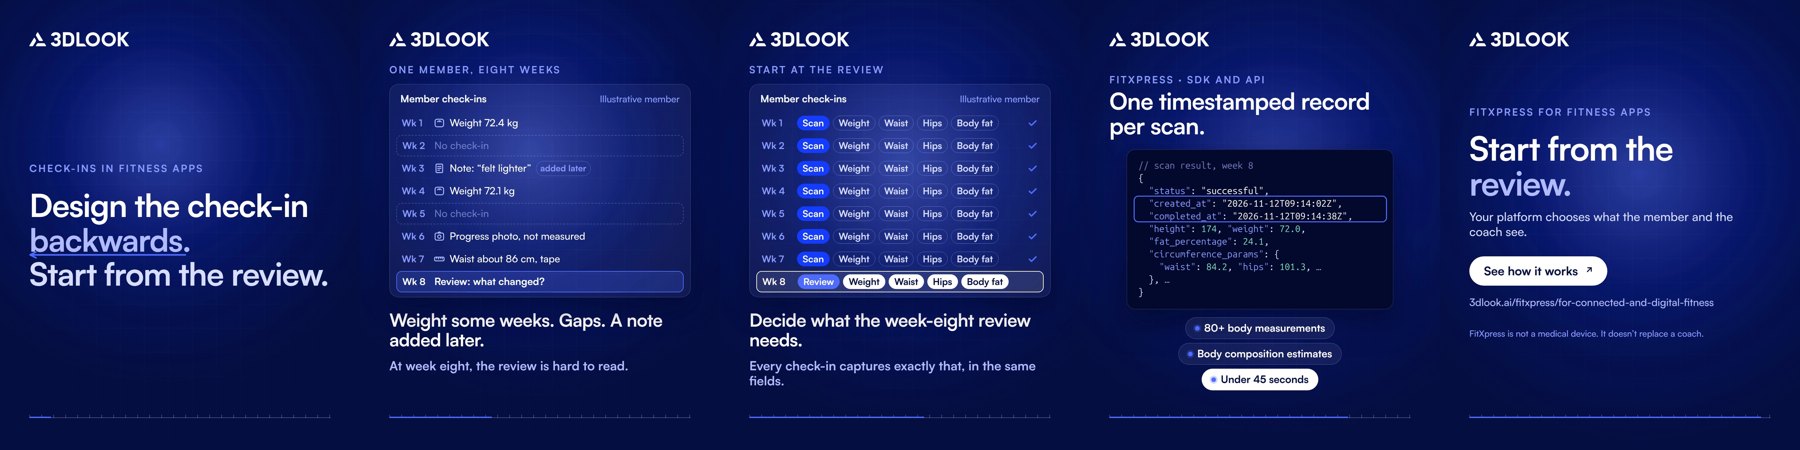 3DLOOK
CHECK-INS IN FITNESS APPS
Design the check-in
backwards.
Start from the review.
3DLOOK
ONE MEMBER, EIGHT WEEKS
Member check-ins Illustrative member
Wk 1 Weight 72.4 kg
Wk 2 No check-in
Wk 3 Note: “felt lighter” added later
Wk 4 Weight 72.1 kg
Wk 5 No check-in
Wk 6 Progress photo, not measured
Wk 7 Waist about 86 cm, tape
Wk 8 Review: what changed?
Weight some weeks. Gaps. A note
added later.
At week eight, the review is hard to read.
3DLOOK
START AT THE REVIEW
Member check-ins Illustrative member
Wk 1 Scan Weight Waist Hips Body fat
Wk 2 Scan Weight Waist Hips Body fat
Wk 3 Scan Weight Waist Hips Body fat
Wk 4 Scan Weight Waist Hips Body fat
Wk 5 Scan Weight Waist Hips Body fat
Wk 6 Scan Weight Waist Hips Body fat
Wk 7 Scan Weight Waist Hips Body fat
Wk 8 Review Weight Waist Hips Body fat
Decide what the week-eight review
needs.
Every check-in captures exactly that, in the same
fields.
3DLOOK
FITXPRESS · SDK AND API
One timestamped record
per scan.
// scan result, week 8
{
"status": "successful",
"created_at": "2026-11-12T09:14:02Z",
"completed_at": "2026-11-12T09:14:38Z",
"height": 174, "weight": 72.0,
"fat_percentage": 24.1,
"circumference_params": {
"waist": 84.2, "hips": 101.3, …
}, …
}
80+ body measurements
Body composition estimates
Under 45 seconds
3DLOOK
FITXPRESS FOR FITNESS APPS
Start from the
review.
Your platform chooses what the member and the
coach see.
See how it works ↗
3dlook.ai/fitxpress/for-connected-and-digital-fitness
FitXpress is not a medical device. It doesn't replace a coach.